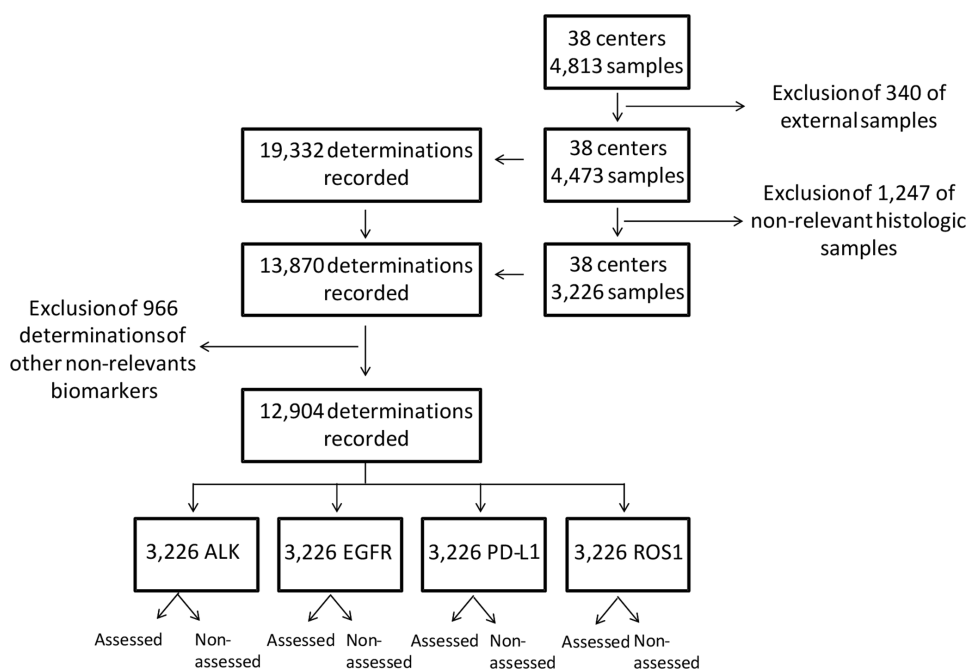 38 centers
4,813 samples
Exclusion of 340 of
external samples
19,332 determinations
recorded
38 centers
4,473 samples
Exclusion of 1,247 of
non-relevant histologic
samples
13,870 determinations
recorded
38 centers
3,226 samples
Exclusion of 966
determinations of
other non-relevants
biomarkers
12,904 determinations
recorded
3,226 ALK
3,226 EGFR
3,226 PD-L1
3,226 ROS1
Assessed
Non-
assessed
Assessed
Non-
assessed
Assessed
Non-
assessed
Assessed
Non-
assessed